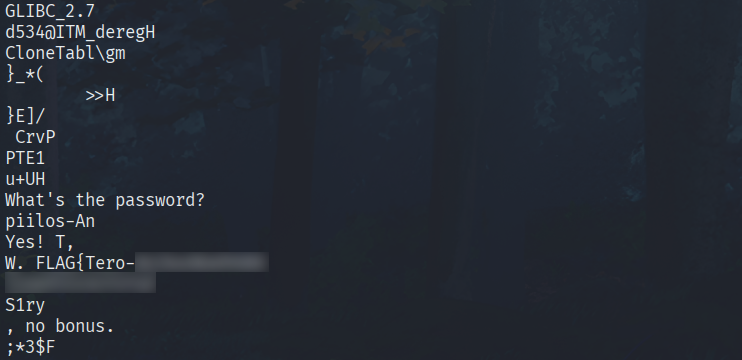 GLIBC_2.7
d534@ITM_deregH
CloneTabl\gm
}_*(
>>H
}E]/
CrvP
PTE1
u+UH
What's the password?
piilos-An
Yes! T,
W. FLAG{Tero-
S1ry
, no bonus.
;*3$F